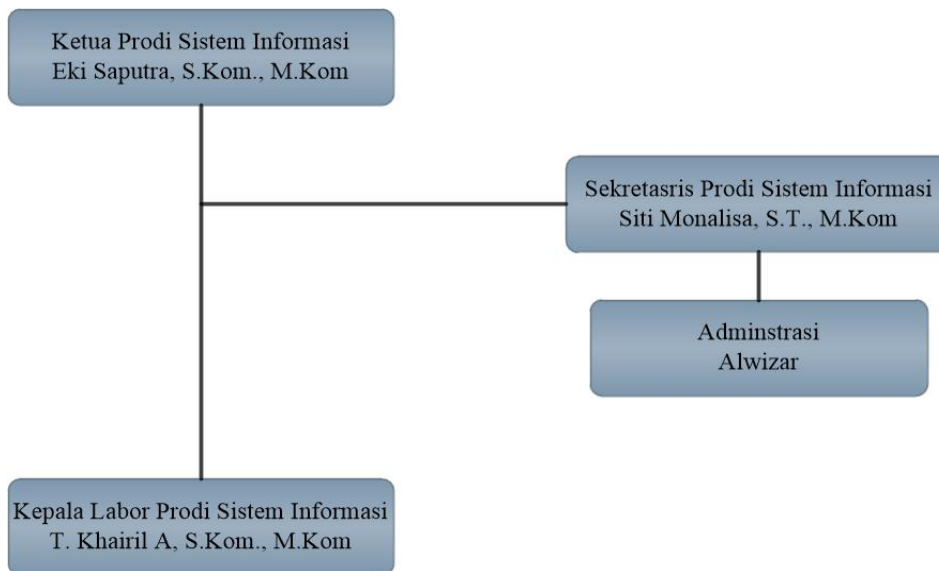 Ketua Prodi Sistem Informasi
Eki Saputra, S.Kom., M.Kom
Sekretasris Prodi Sistem Informasi
Siti Monalisa, S.T., M.Kom
Adminstrasi
Alwizar
Kepala Labor Prodi Sistem Informasi
T. Khairil A, S.Kom., M.Kom